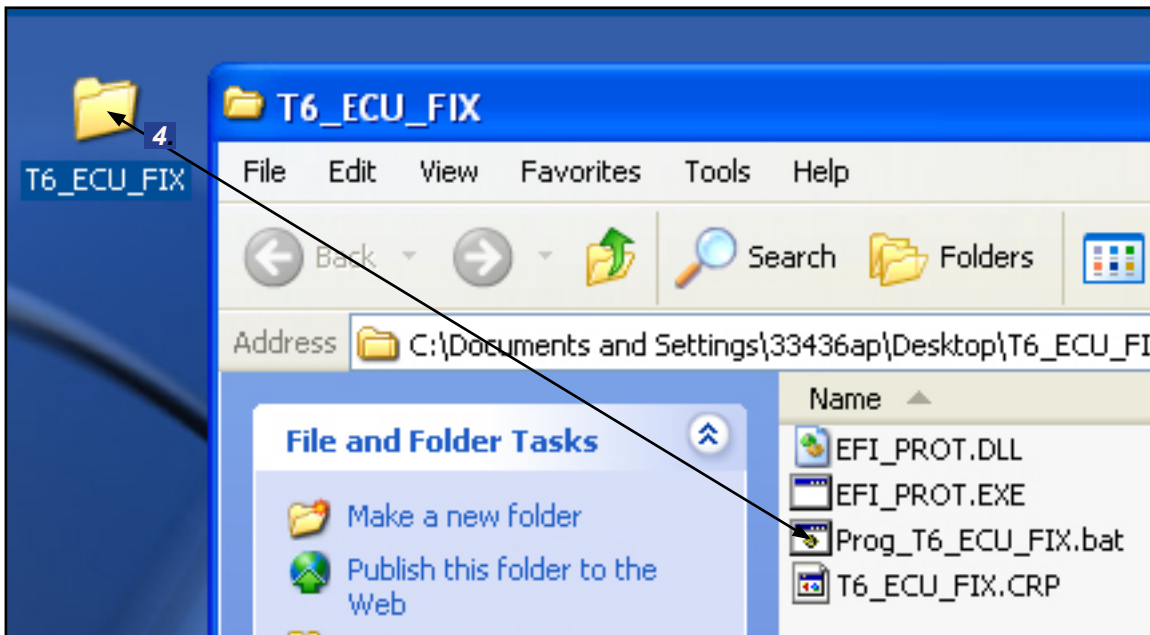 T6_ECU_FIX
4.
T6_ECU_FIX
File Edit View Favorites Tools Help
Back Search Folders
Address C:\Documents and Settings\33436ap\Desktop\T6_ECU_FI
Name
File and Folder Tasks
Make a new folder
Publish this folder to the
Web
EFI_PROT.DLL
EFI_PROT.EXE
Prog_T6_ECU_FIX.bat
T6_ECU_FIX.CRP